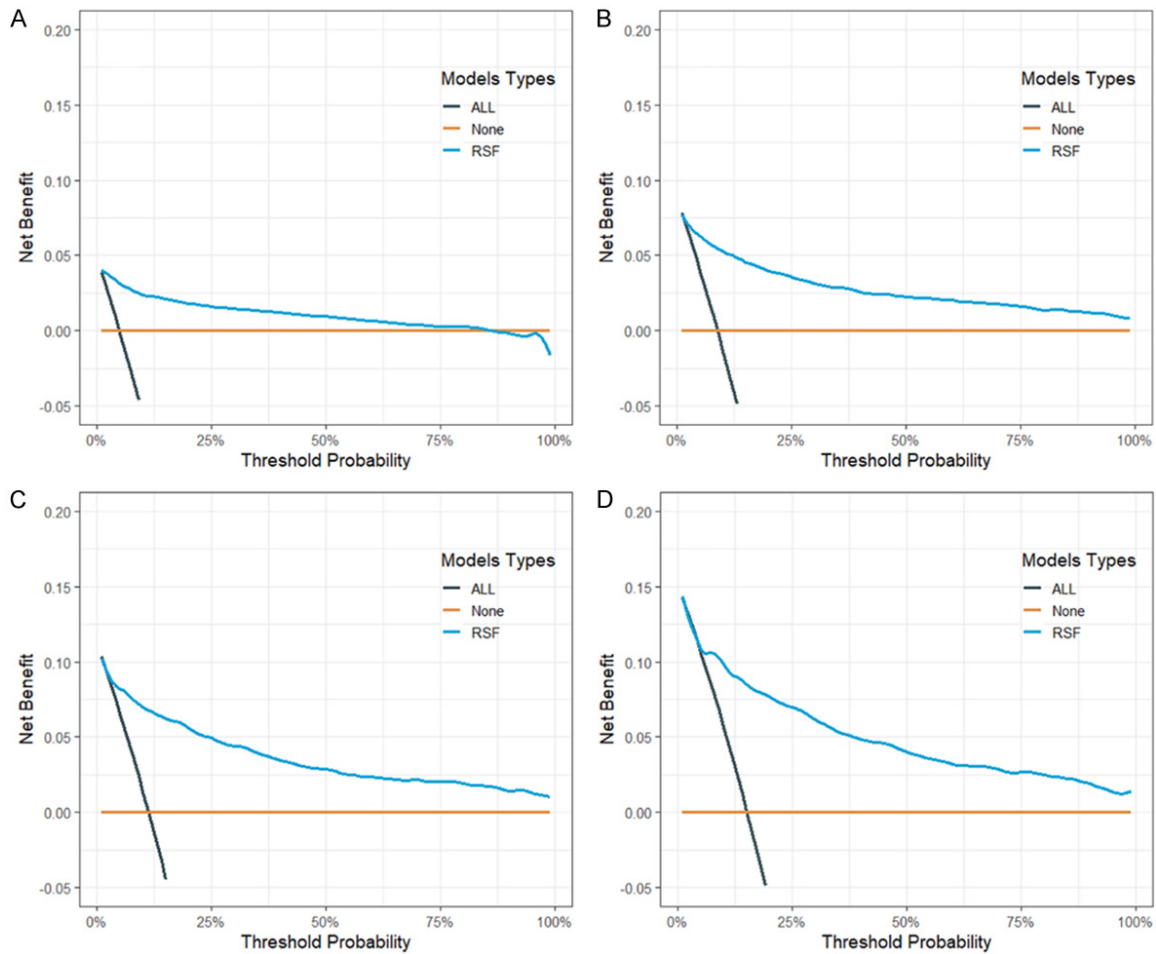 A
0.20
0.15
0.10
0.05
0.00
-0.05
Net Benefit
Models Types
ALL
None
RSF
0% 25% 50% 75% 100%
Threshold Probability
B
0.20
0.15
0.10
0.05
0.00
-0.05
Net Benefit
Models Types
ALL
None
RSF
0% 25% 50% 75% 100%
Threshold Probability
C
0.20
0.15
0.10
0.05
0.00
-0.05
Net Benefit
Models Types
ALL
None
RSF
0% 25% 50% 75% 100%
Threshold Probability
D
0.20
0.15
0.10
0.05
0.00
-0.05
Net Benefit
Models Types
ALL
None
RSF
0% 25% 50% 75% 100%
Threshold Probability